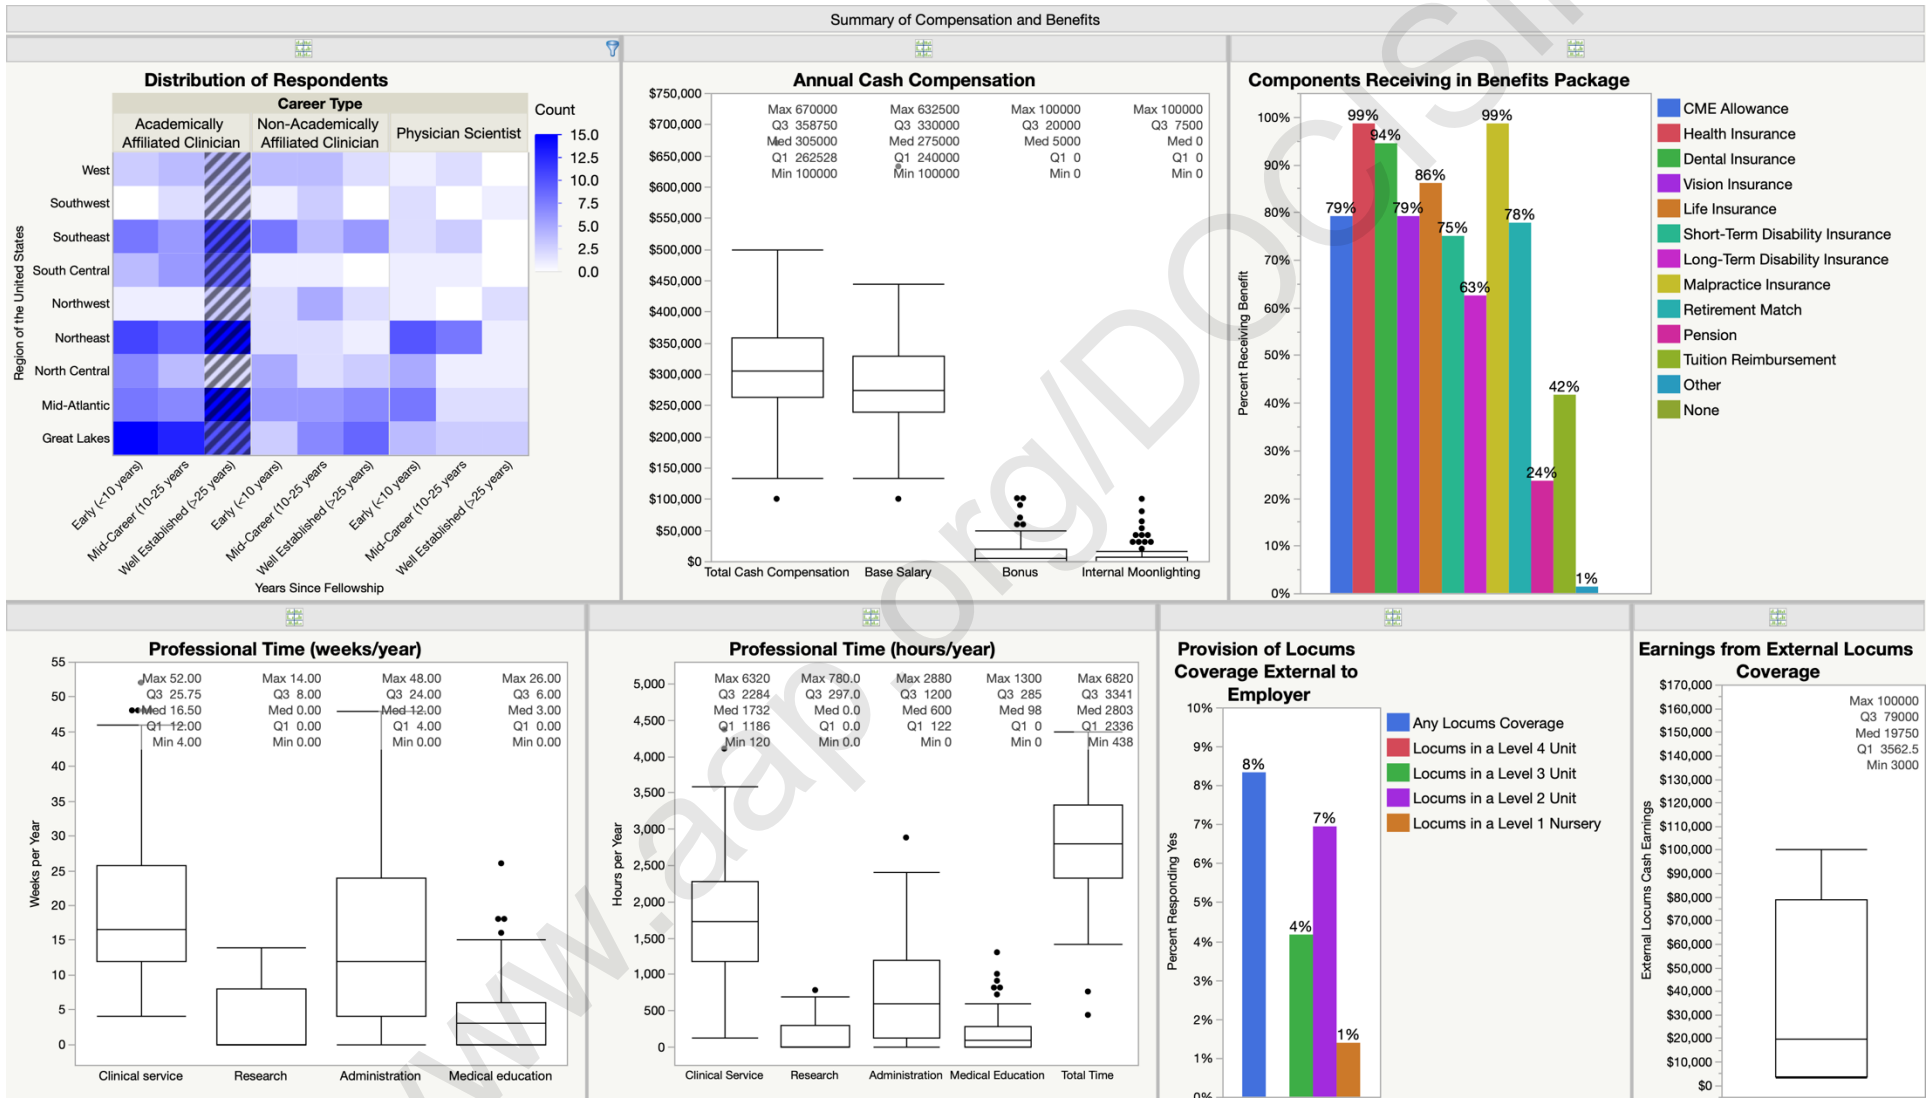 Summary of Compensation and Benefits
Distribution of Respondents
Career Type
Academically
Affiliated Clinician
Non-Academically
Affiliated Clinician
Physician Scientist
Count
15.0
12.5
10.0
7.5
5.0
2.5
0.0
Region of the United States
West
Southwest
Southeast
South Central
Northwest
Northeast
North Central
Mid-Atlantic
Great Lakes
Early (<10 years)
Mid-Career (10-25 years
Well Established (>25 years)
Early (<10 years)
Mid-Career (10-25 years
Well Established (>25 years)
Early (<10 years)
Mid-Career (10-25 years
Well Established (>25 years)
Years Since Fellowship
Annual Cash Compensation
$750,000
$700,000
$650,000
$600,000
$550,000
$500,000
$450,000
$400,000
$350,000
$300,000
$250,000
$200,000
$150,000
$100,000
$50,000
$0
Max 670000
Q3 358750
Med 305000
Q1 262528
Min 100000
Max 632500
Q3 330000
Med 275000
Q1 240000
Min 100000
Max 100000
Q3 20000
Med 5000
Q1 0
Min 0
Max 100000
Q3 7500
Med 0
Q1 0
Min 0
Total Cash Compensation
Base Salary
Bonus
Internal Moonlighting
Components Receiving in Benefits Package
Percent Receiving Benefit
100%
90%
80%
70%
60%
50%
40%
30%
20%
10%
0%
79%
99%
94%
79%
86%
75%
63%
99%
78%
24%
42%
1%
CME Allowance
Health Insurance
Dental Insurance
Vision Insurance
Life Insurance
Short-Term Disability Insurance
Long-Term Disability Insurance
Malpractice Insurance
Retirement Match
Pension
Tuition Reimbursement
Other
None
Professional Time (weeks/year)
Weeks per Year
55
50
45
40
35
30
25
20
15
10
5
0
Max 52.00
Q3 25.75
Med 16.50
Q1 12.00
Min 4.00
Max 14.00
Q3 8.00
Med 0.00
Q1 0.00
Min 0.00
Max 48.00
Q3 24.00
Med 12.00
Q1 4.00
Min 0.00
Max 26.00
Q3 6.00
Med 3.00
Q1 0.00
Min 0.00
Clinical service
Research
Administration
Medical education
Professional Time (hours/year)
Hours per Year
5,000
4,500
4,000
3,500
3,000
2,500
2,000
1,500
1,000
500
0
Max 6320
Q3 2284
Med 1732
Q1 1186
Min 120
Max 780.0
Q3 297.0
Med 0.0
Q1 0.0
Min 0.0
Max 2880
Q3 1200
Med 600
Q1 122
Min 0
Max 1300
Q3 285
Med 98
Q1 0
Min 0
Max 6820
Q3 3341
Med 2803
Q1 2336
Min 438
Clinical Service
Research
Administration
Medical Education
Total Time
Provision of Locums
Coverage External to
Employer
Percent Responding Yes
10%
9%
8%
7%
6%
5%
4%
3%
2%
1%
0%
8%
4%
7%
1%
Any Locums Coverage
Locums in a Level 4 Unit
Locums in a Level 3 Unit
Locums in a Level 2 Unit
Locums in a Level 1 Nursery
Earnings from External Locums
Coverage
External Locums Cash Earnings
$170,000
$160,000
$150,000
$140,000
$130,000
$120,000
$110,000
$100,000
$90,000
$80,000
$70,000
$60,000
$50,000
$40,000
$30,000
$20,000
$10,000
$0
Max 100000
Q3 79000
Med 19750
Q1 3562.5
Min 3000